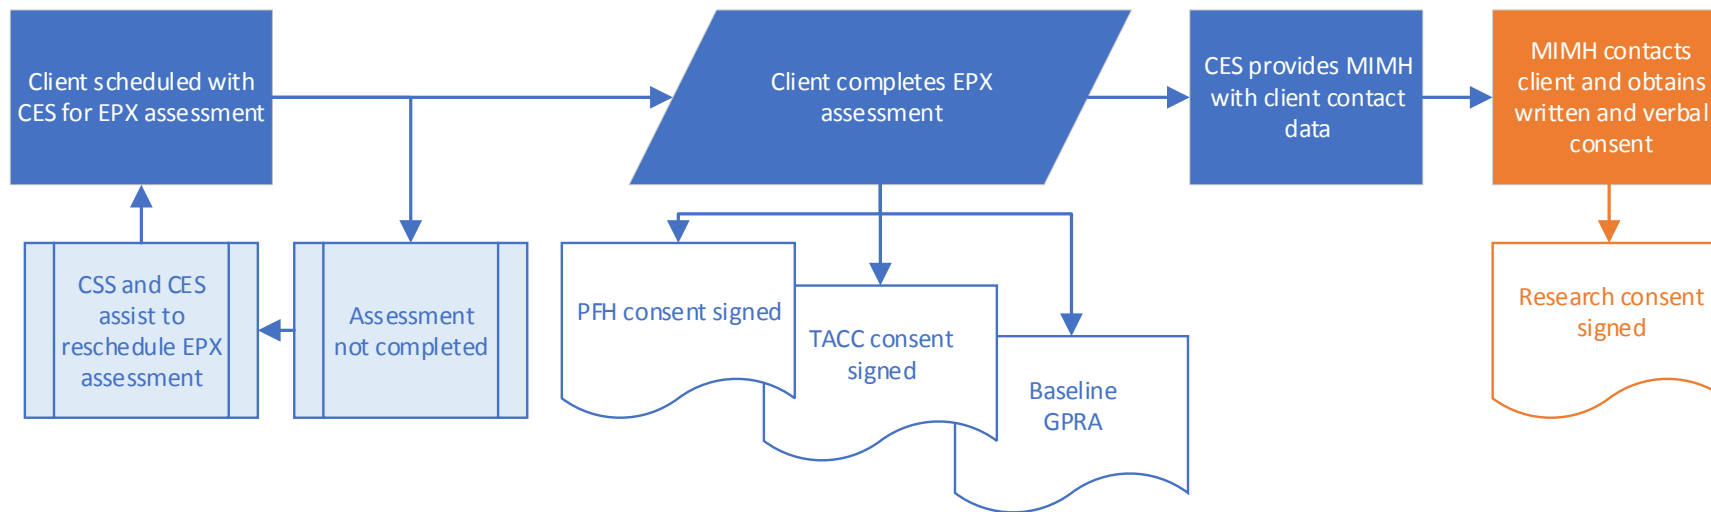 Client scheduled with
CES for EPX assessment
Client completes EPX
assessment
CES provides MIMH
with client contact
data
MIMH contacts
client and obtains
written and verbal
consent
CSS and CES
assist to
reschedule EPX
assessment
Assessment
not completed
PFH consent signed
TACC consent
signed
Baseline
GPRA
Research consent
signed